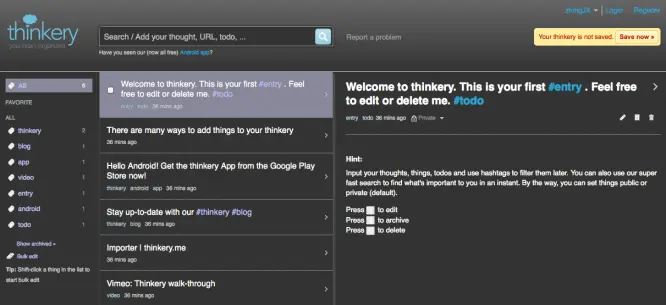 thinkery
your ideas organized
Search / Add your thought, URL, todo, ...
Have you seen our (now all free) Android app?
Report a problem
Login
Register
Your thinkery is not saved. Save now »
All 6
FAVORITE
ALL
thinkery 2
blog 1
app 1
video 1
entry 1
android 1
todo 1
Show archived »
Bulk edit
Tip: Shift-click a thing in the list to
start bulk edit
Welcome to thinkery. This is your first #entry . Feel free
to edit or delete me. #todo
entry todo 36 mins ago
There are many ways to add things to your thinkery
36 mins ago
Hello Android! Get the thinkery App from the Google Play
Store now!
thinkery android app 36 mins ago
Stay up-to-date with our #thinkery #blog
thinkery blog 36 mins ago
Importer | thinkery.me
36 mins ago
Vimeo: Thinkery walk-through
video 36 mins ago
Welcome to thinkery. This is your first #entry . Feel free
to edit or delete me. #todo
entry todo 36 mins ago Private
Hint:
Input your thoughts, things, todos and use hashtags to filter them later. You can also use our super
fast search to find what's important to you in an instant. By the way, you can set things public or
private (default).
Press to edit
Press to archive
Press to delete